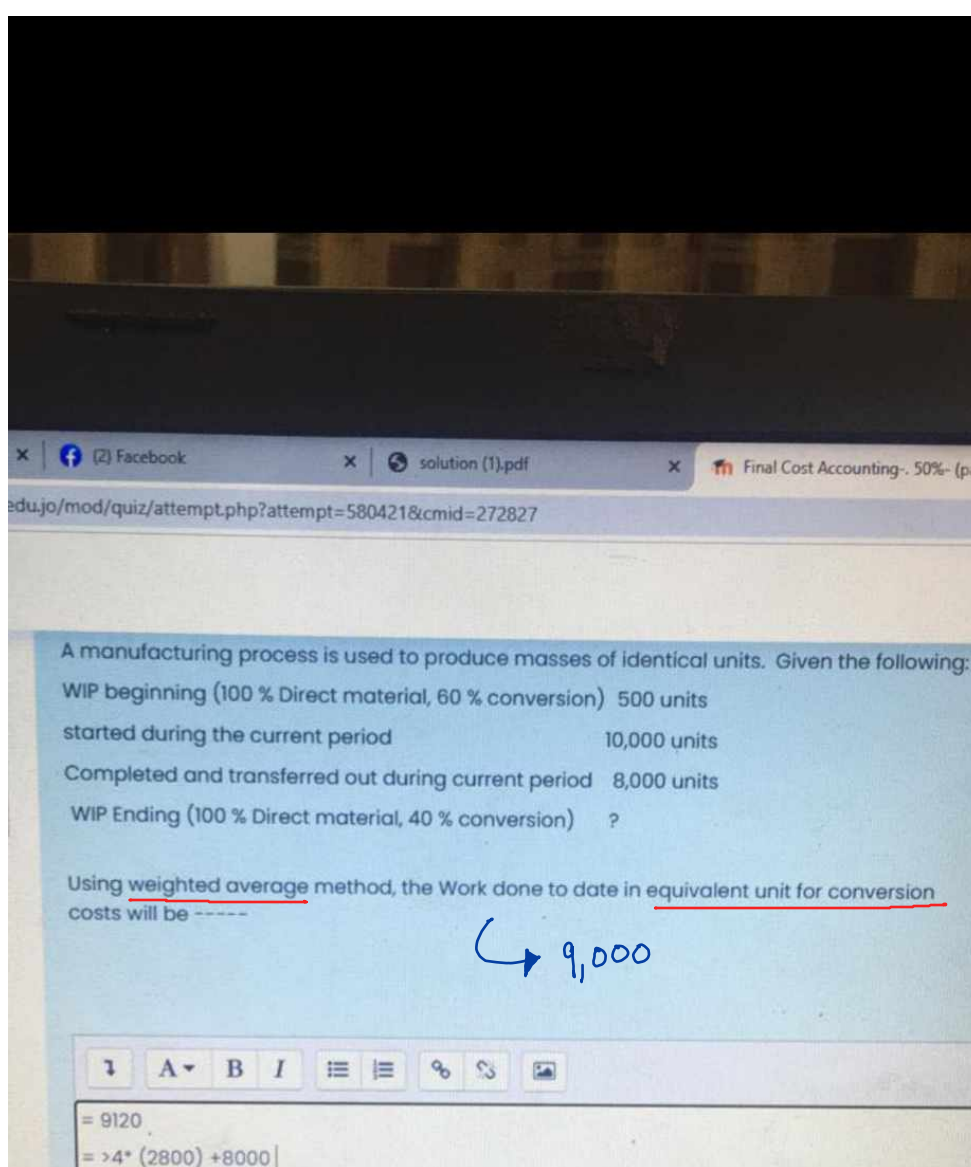 × (2) Facebook × solution (1).pdf × Final Cost Accounting-. 50%- (p
edu.jo/mod/quiz/attempt.php?attempt=580421&cmid=272827
A manufacturing process is used to produce masses of identical units. Given the following:
WIP beginning (100 % Direct material, 60 % conversion) 500 units
started during the current period 10,000 units
Completed and transferred out during current period 8,000 units
WIP Ending (100 % Direct material, 40 % conversion) ?
Using weighted average method, the Work done to date in equivalent unit for conversion
costs will be -----
9,000
A B I
= 9120
= >4* (2800) +8000